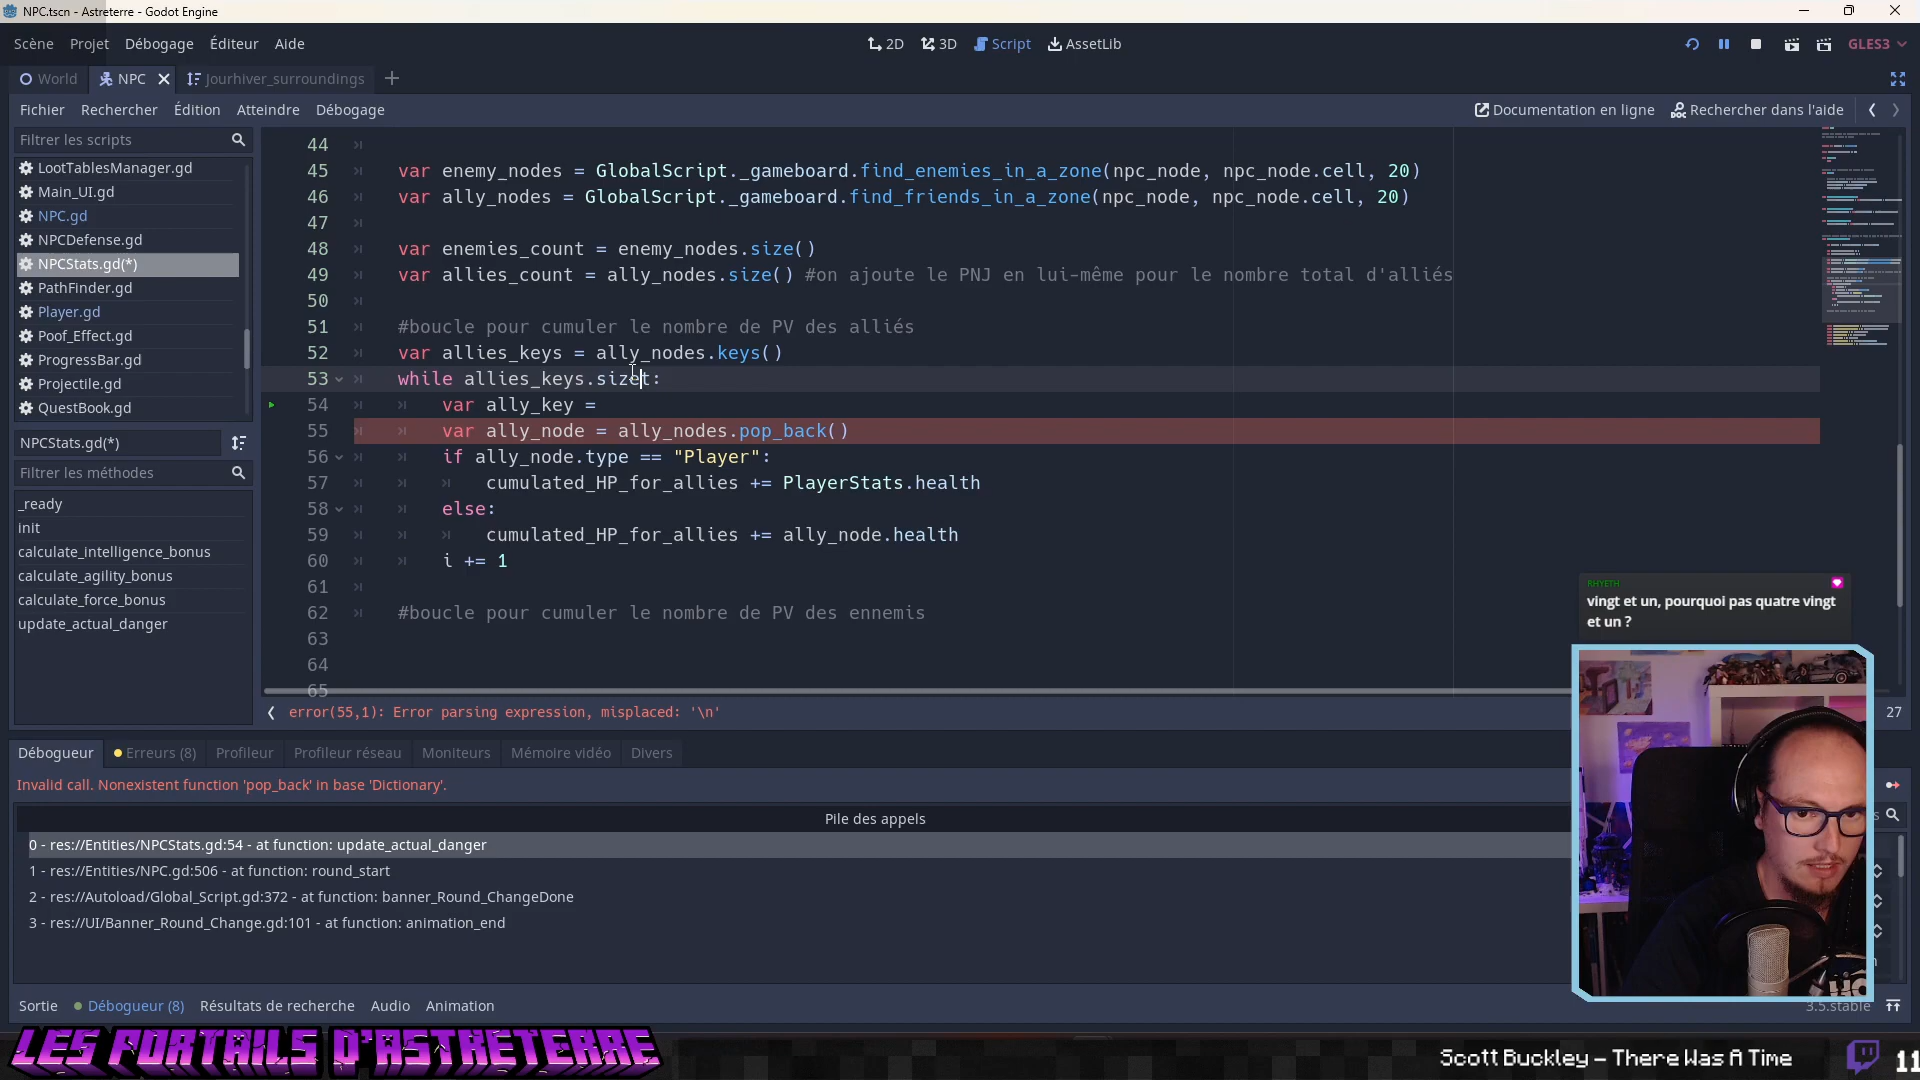 NPC.tscn - Astreterre - Godot Engine
Scène Projet Débogage Éditeur Aide
2D 3D Script AssetLib
GLES3
World NPC Jourhiver_surroundings
Fichier Rechercher Édition Atteindre Débogage
Documentation en ligne Rechercher dans l'aide
Filtrer les scripts
LootTablesManager.gd
Main_UI.gd
NPC.gd
NPCDefense.gd
NPCStats.gd(*)
PathFinder.gd
Player.gd
Poof_Effect.gd
ProgressBar.gd
Projectile.gd
QuestBook.gd
NPCStats.gd(*)
Filtrer les méthodes
_ready
init
calculate_intelligence_bonus
calculate_agility_bonus
calculate_force_bonus
update_actual_danger
44
45 var enemy_nodes = GlobalScript._gameboard.find_enemies_in_a_zone(npc_node, npc_node.cell, 20)
46 var ally_nodes = GlobalScript._gameboard.find_friends_in_a_zone(npc_node, npc_node.cell, 20)
47
48 var enemies_count = enemy_nodes.size()
49 var allies_count = ally_nodes.size() #on ajoute le PNJ en lui-même pour le nombre total d'alliés
50
51 #boucle pour cumuler le nombre de PV des alliés
52 var allies_keys = ally_nodes.keys()
53 while allies_keys.sizet:
54 var ally_key =
55 var ally_node = ally_nodes.pop_back()
56 if ally_node.type == "Player":
57 cumulated_HP_for_allies += PlayerStats.health
58 else:
59 cumulated_HP_for_allies += ally_node.health
60 i += 1
61
62 #boucle pour cumuler le nombre de PV des ennemis
63
64
65
error(55,1): Error parsing expression, misplaced: '\n'
27
RHYETH
vingt et un, pourquoi pas quatre vingt
et un ?
Débogueur Erreurs (8) Profileur Profileur réseau Moniteurs Mémoire vidéo Divers
Invalid call. Nonexistent function 'pop_back' in base 'Dictionary'.
Pile des appels
0 - res://Entities/NPCStats.gd:54 - at function: update_actual_danger
1 - res://Entities/NPC.gd:506 - at function: round_start
2 - res://Autoload/Global_Script.gd:372 - at function: banner_Round_ChangeDone
3 - res://UI/Banner_Round_Change.gd:101 - at function: animation_end
Sortie Débogueur (8) Résultats de recherche Audio Animation
3.5.stable
LES PORTAILS D'ASTRETERRE
Scott Buckley – There Was A Time
11